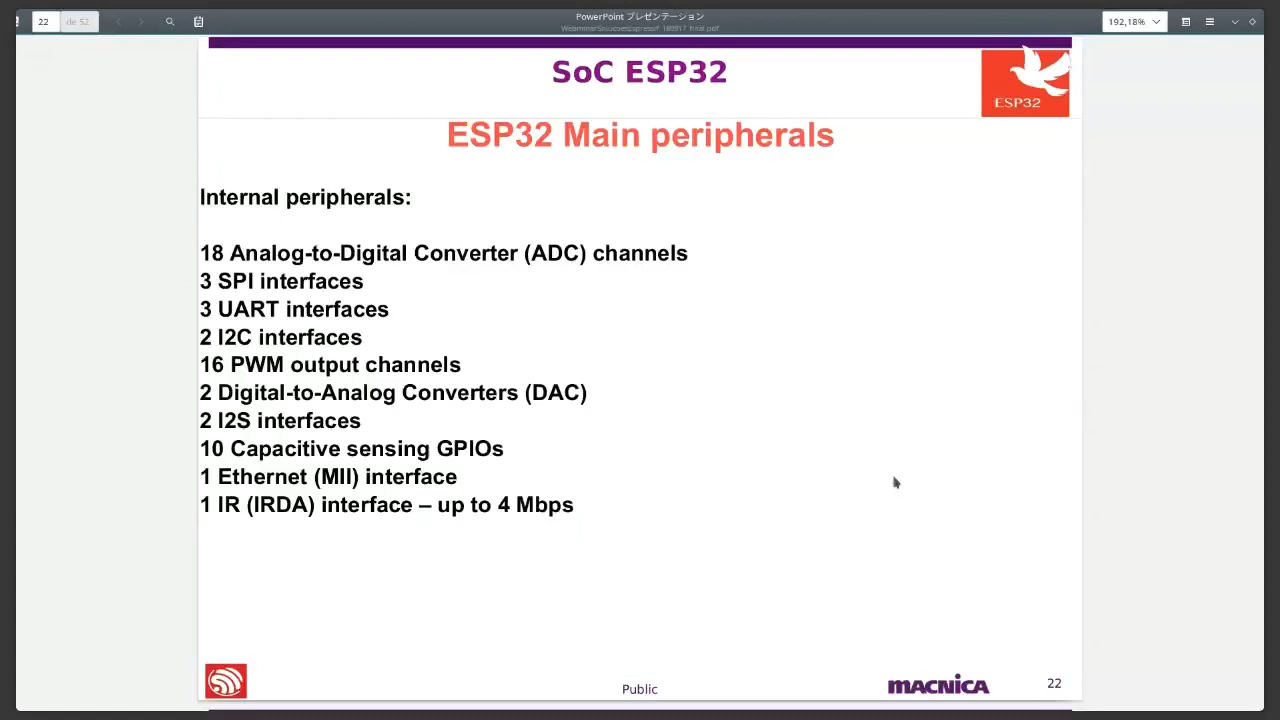 22
de 52
PowerPoint プレゼンテーション
192,18%
SoC ESP32
ESP32
ESP32 Main peripherals
Internal peripherals:
18 Analog-to-Digital Converter (ADC) channels
3 SPI interfaces
3 UART interfaces
2 I2C interfaces
16 PWM output channels
2 Digital-to-Analog Converters (DAC)
2 I2S interfaces
10 Capacitive sensing GPIOs
1 Ethernet (MII) interface
1 IR (IRDA) interface – up to 4 Mbps
Public
MACNICA
22